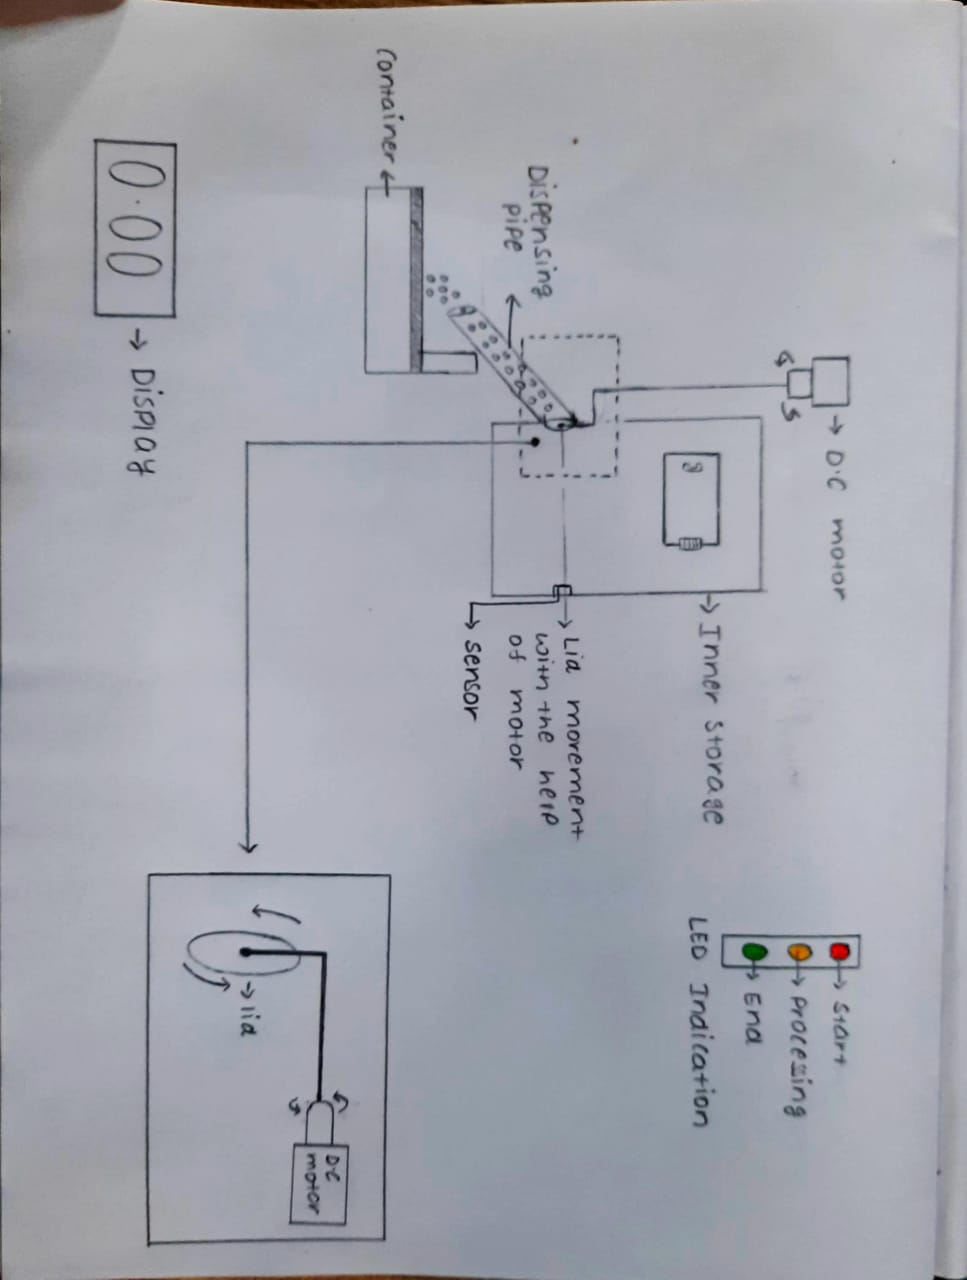 D.C motor
Start
Procesing
End
LED Indication
Inner storage
Lid movement
with the help
of motor
sensor
Dispensing
pipe
Container
D.C
motor
lid
0.00
Display